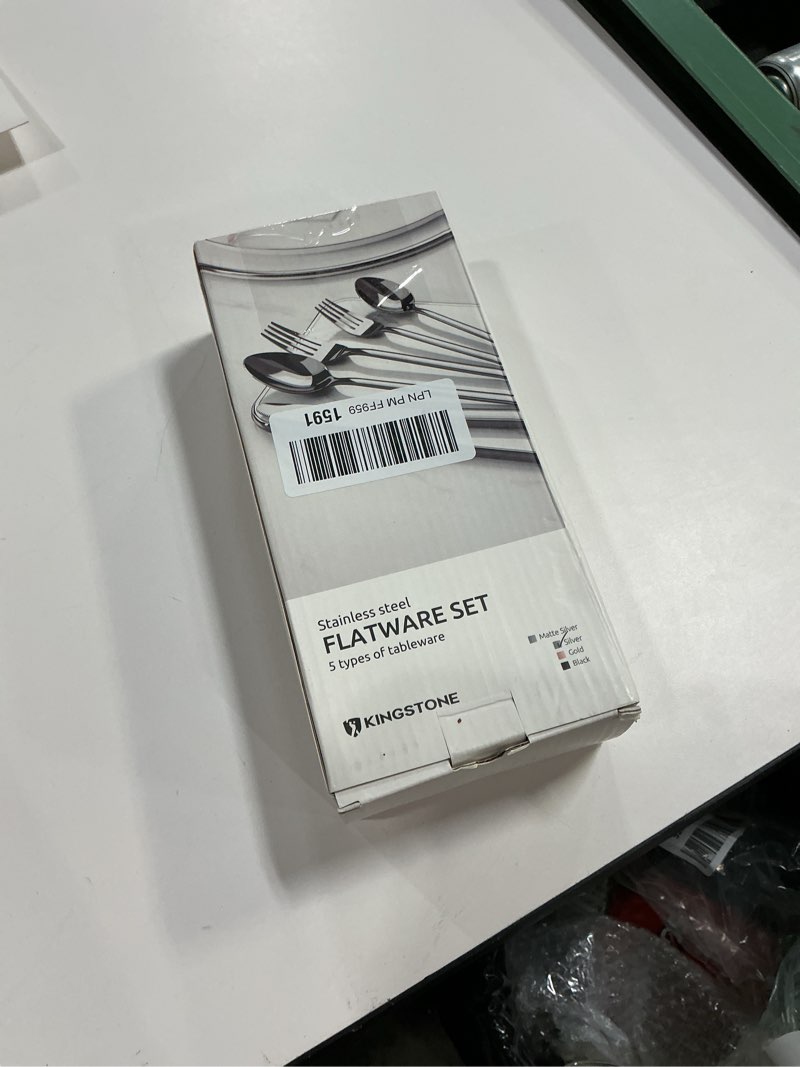 LPN PM FF959 1591
Stainless steel
FLATWARE SET
5 types of tableware
Matte Silver
Silver
Gold
Black
KINGSTONE